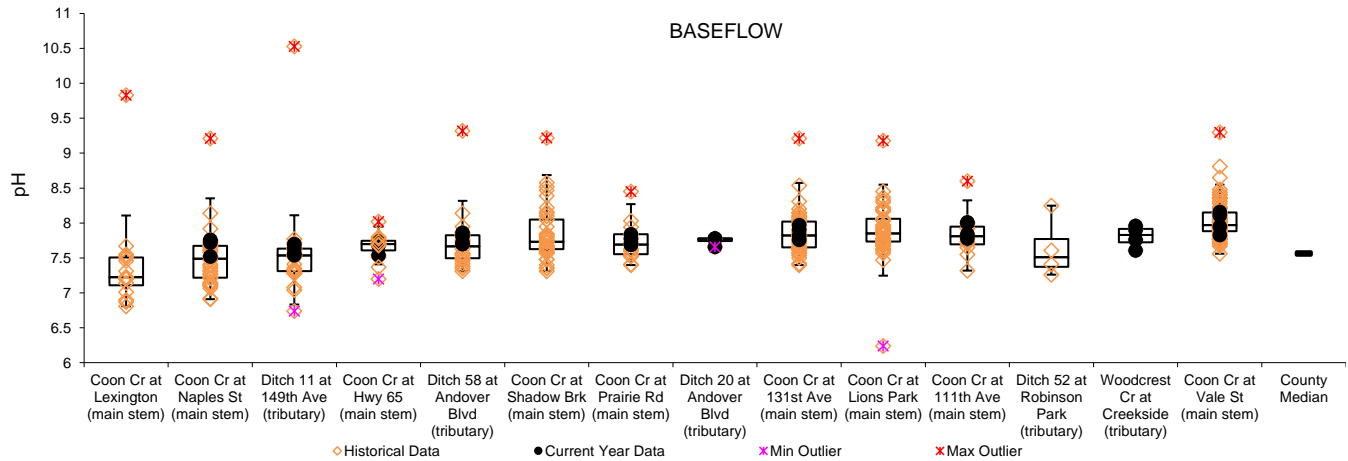 BASEFLOW
11
10.5
10
9.5
9
8.5
8
7.5
7
6.5
6
pH
Coon Cr at
Lexington
(main stem)
Coon Cr at
Naples St
(main stem)
Ditch 11 at
149th Ave
(tributary)
Coon Cr at
Hwy 65
(main stem)
Ditch 58 at
Andover
Blvd
(tributary)
Coon Cr at
Shadow Brk
(main stem)
Coon Cr at
Prairie Rd
(main stem)
Ditch 20 at
Andover
Blvd
(tributary)
Coon Cr at
131st Ave
(main stem)
Coon Cr at
Lions Park
(main stem)
Coon Cr at
111th Ave
(main stem)
Ditch 52 at
Robinson
Park
(tributary)
Woodcrest
Cr at
Creekside
(tributary)
Coon Cr at
Vale St
(main stem)
County
Median
Historical Data
Current Year Data
Min Outlier
Max Outlier